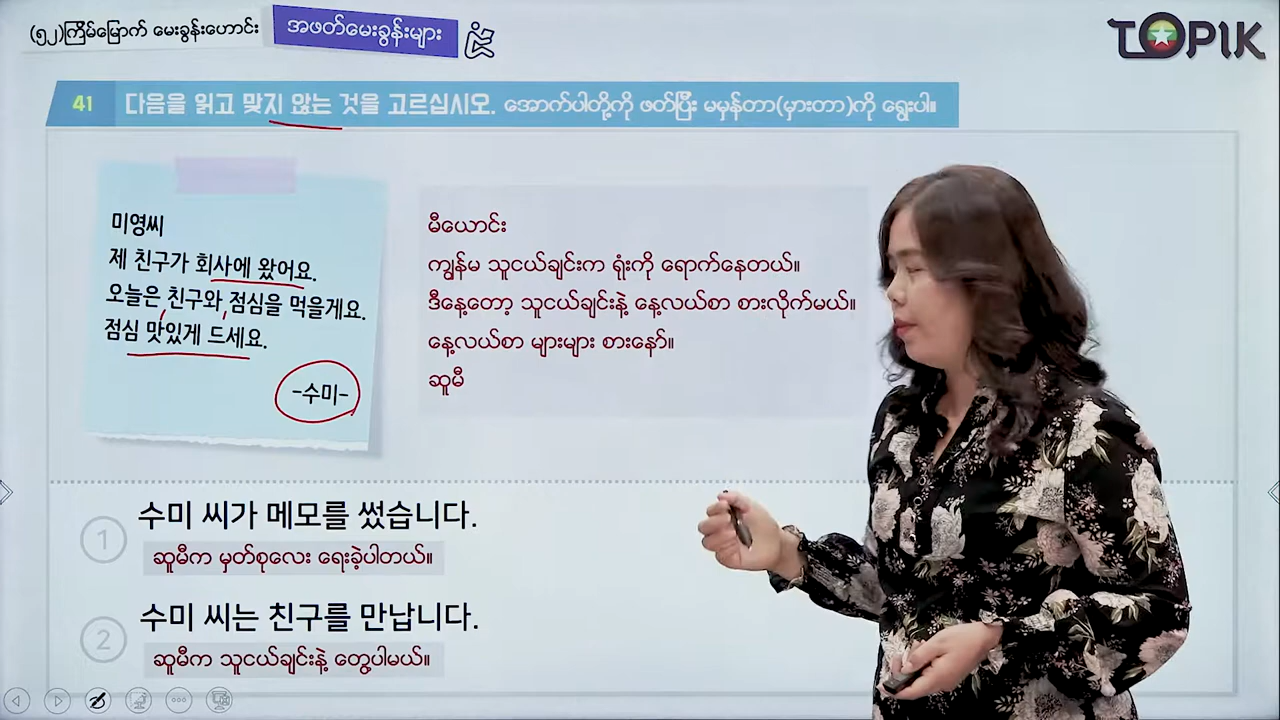 (၅၂)ကြိမ်မြောက် မေးခွန်းဟောင်း
အဖတ်မေးခွန်းများ
TOPIK
41 다음을 읽고 맞지 않는 것을 고르십시오. အောက်ပါတို့ကို ဖတ်ပြီး မမှန်တာ(မှားတာ)ကို ရွေးပါ။
미영씨
제 친구가 회사에 왔어요.
오늘은 친구와 점심을 먹을게요.
점심 맛있게 드세요.
-수미-
မီယောင်း
ကျွန်မ သူငယ်ချင်းက ရုံးကို ရောက်နေတယ်။
ဒီနေ့တော့ သူငယ်ချင်းနဲ့ နေ့လယ်စာ စားလိုက်မယ်။
နေ့လယ်စာ များများ စားနော်။
ဆူမီ
1 수미 씨가 메모를 썼습니다.
ဆူမီက မှတ်စုလေး ရေးခဲ့ပါတယ်။
2 수미 씨는 친구를 만납니다.
ဆူမီက သူငယ်ချင်းနဲ့ တွေ့ပါမယ်။